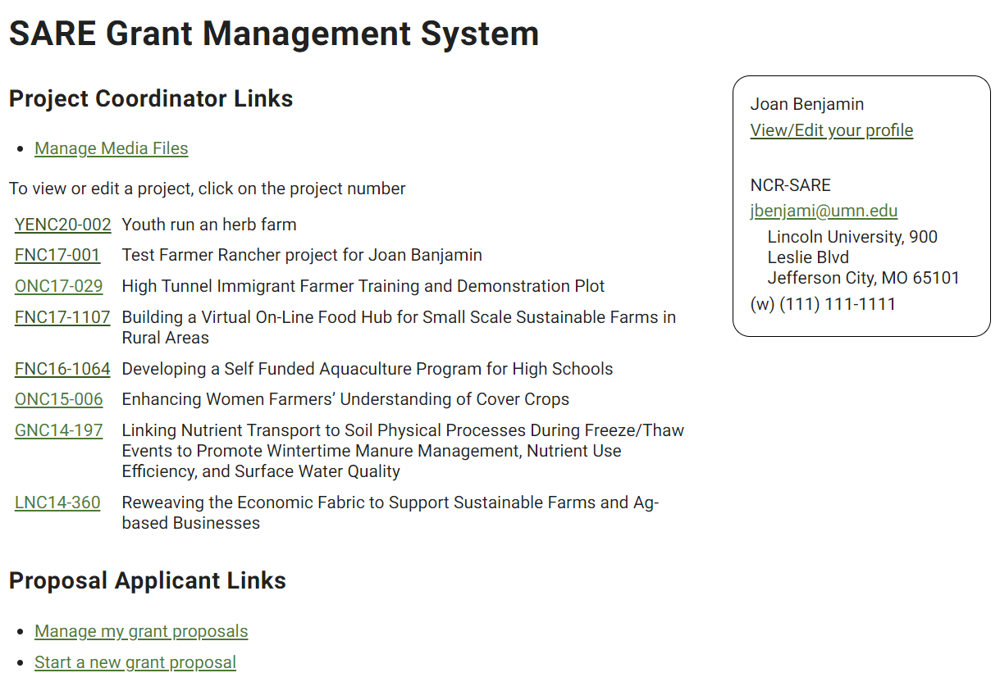 SARE Grant Management System
Project Coordinator Links
Manage Media Files
To view or edit a project, click on the project number
YENC20-002 Youth run an herb farm
FNC17-001 Test Farmer Rancher project for Joan Banjamin
ONC17-029 High Tunnel Immigrant Farmer Training and Demonstration Plot
FNC17-1107 Building a Virtual On-Line Food Hub for Small Scale Sustainable Farms in
Rural Areas
FNC16-1064 Developing a Self Funded Aquaculture Program for High Schools
ONC15-006 Enhancing Women Farmers’ Understanding of Cover Crops
GNC14-197 Linking Nutrient Transport to Soil Physical Processes During Freeze/Thaw
Events to Promote Wintertime Manure Management, Nutrient Use
Efficiency, and Surface Water Quality
LNC14-360 Reweaving the Economic Fabric to Support Sustainable Farms and Ag-
based Businesses
Proposal Applicant Links
Manage my grant proposals
Start a new grant proposal
Joan Benjamin
View/Edit your profile
NCR-SARE
jbenjami@umn.edu
Lincoln University, 900
Leslie Blvd
Jefferson City, MO 65101
(w) (111) 111-1111